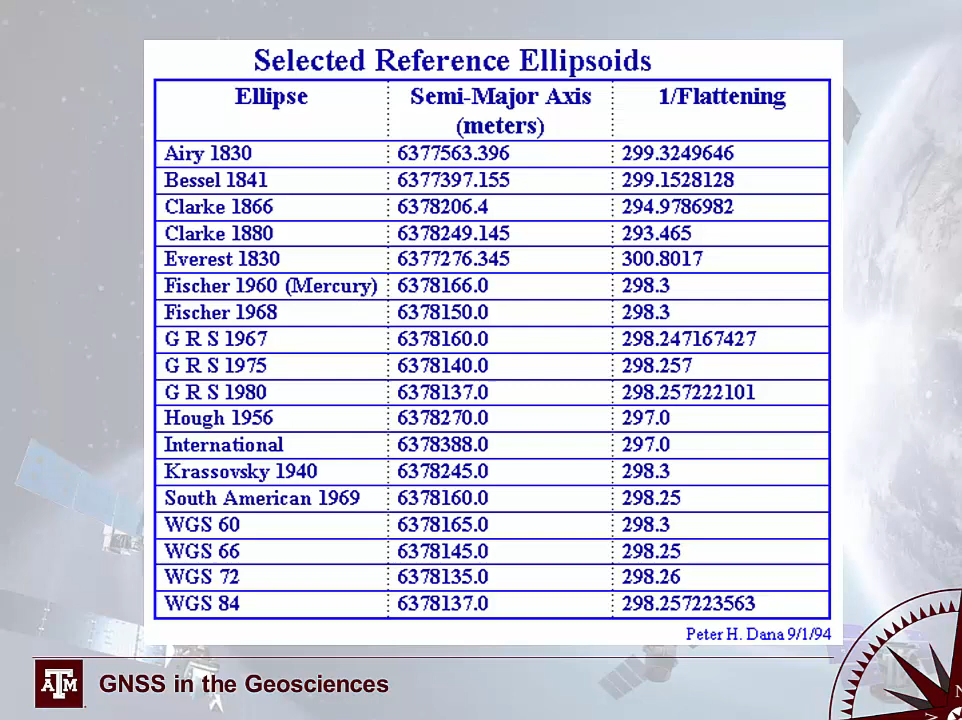 Selected Reference Ellipsoids
Ellipse Semi-Major Axis (meters) 1/Flattening
Airy 1830 6377563.396 299.3249646
Bessel 1841 6377397.155 299.1528128
Clarke 1866 6378206.4 294.9786982
Clarke 1880 6378249.145 293.465
Everest 1830 6377276.345 300.8017
Fischer 1960 (Mercury) 6378166.0 298.3
Fischer 1968 6378150.0 298.3
G R S 1967 6378160.0 298.247167427
G R S 1975 6378140.0 298.257
G R S 1980 6378137.0 298.257222101
Hough 1956 6378270.0 297.0
International 6378388.0 297.0
Krassovsky 1940 6378245.0 298.3
South American 1969 6378160.0 298.25
WGS 60 6378165.0 298.3
WGS 66 6378145.0 298.25
WGS 72 6378135.0 298.26
WGS 84 6378137.0 298.257223563
Peter H. Dana 9/1/94
ATM GNSS in the Geosciences
N